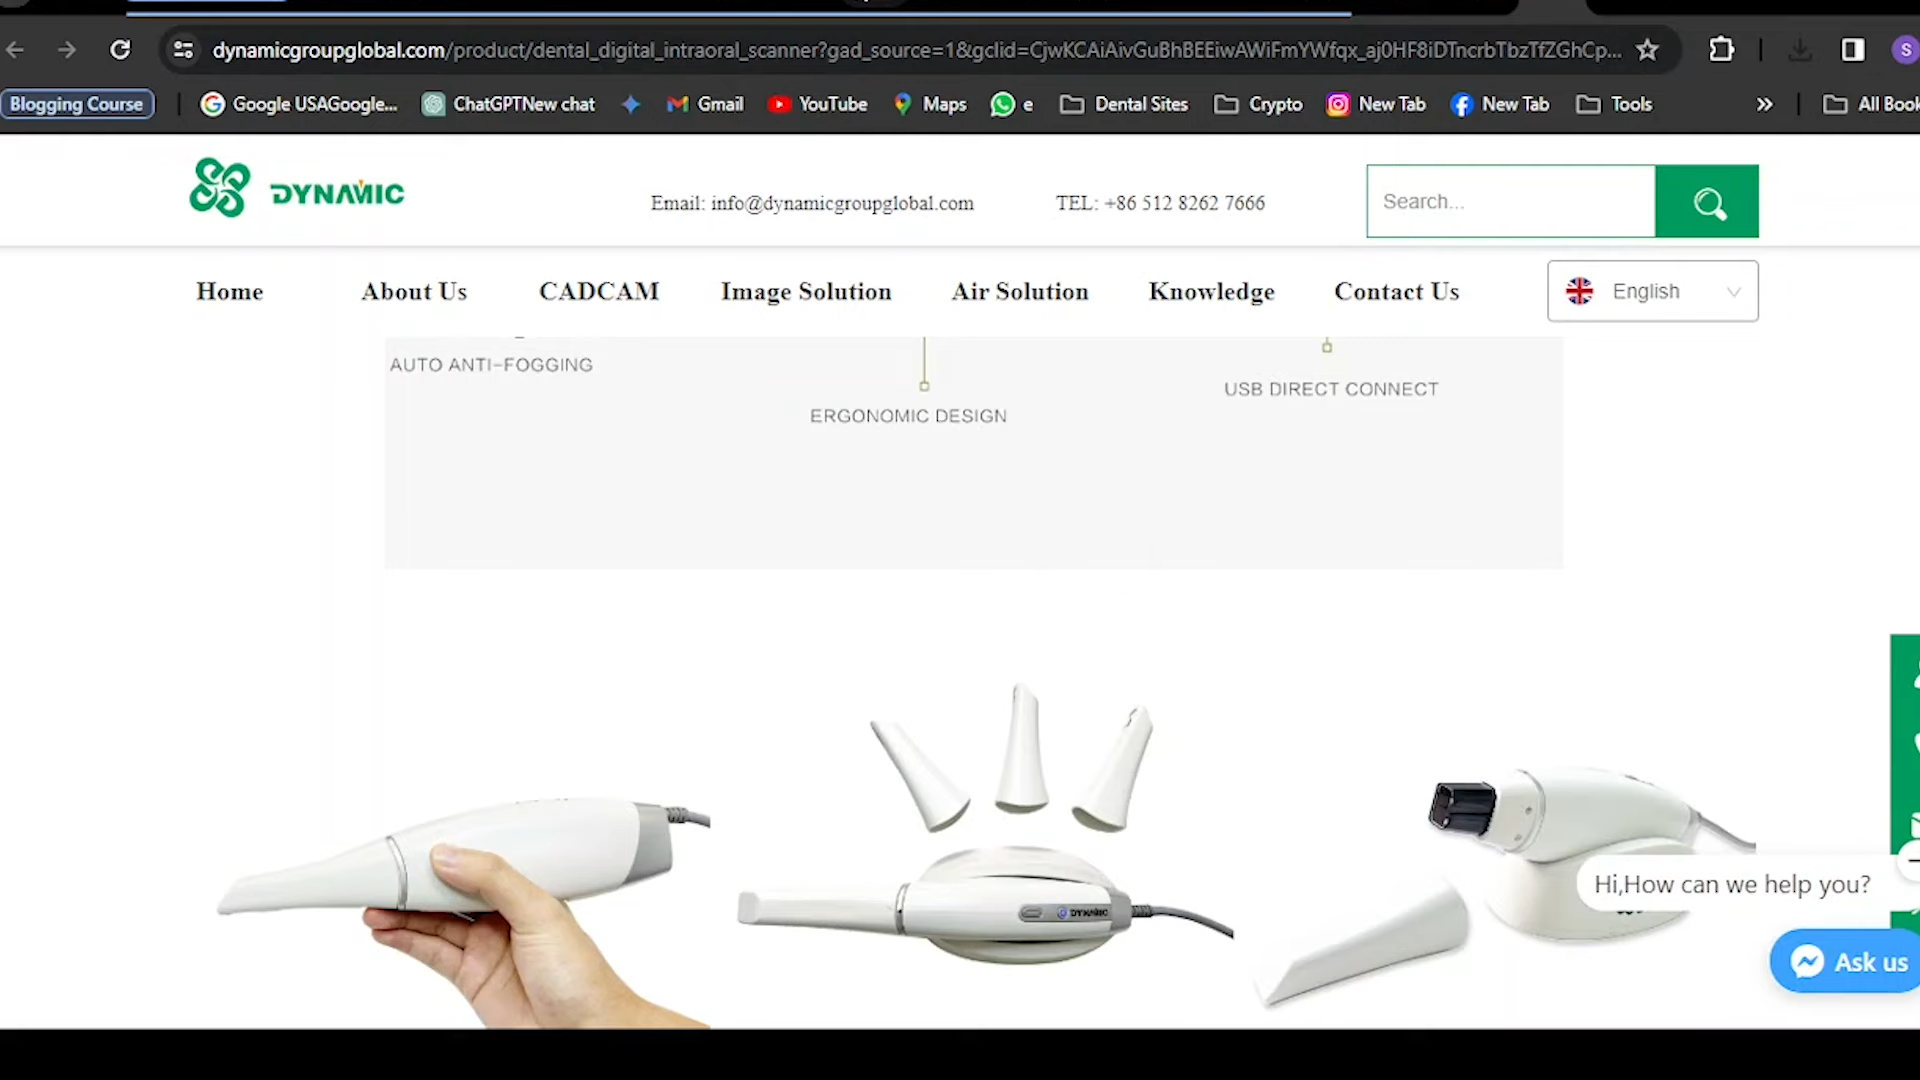 dynamicgroupglobal.com/product/dental_digital_intraoral_scanner?gad_source=1&gclid=CjwKCAiAivGuBhBEEiwAWiFmYWfqx_aj0HF8iDTncrbTbzTfZGhCp...
S
Blogging Course
Google USAGoogle...
ChatGPTNew chat
Gmail
YouTube
Maps
e
Dental Sites
Crypto
New Tab
New Tab
Tools
All Book
DYNAMIC
Email: info@dynamicgroupglobal.com
TEL: +86 512 8262 7666
Search...
Home
About Us
CADCAM
Image Solution
Air Solution
Knowledge
Contact Us
English
AUTO ANTI-FOGGING
ERGONOMIC DESIGN
USB DIRECT CONNECT
DYNAMIC
Hi,How can we help you?
Ask us